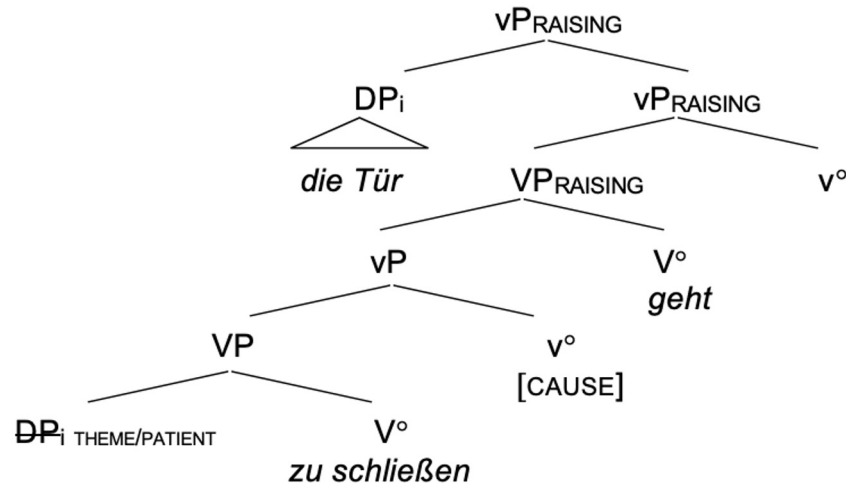 vPRAISING
DPi vPRAISING
die Tür VPRAISING v°
vP V°
geht
VP v°
[CAUSE]
DPi THEME/PATIENT V°
zu schließen